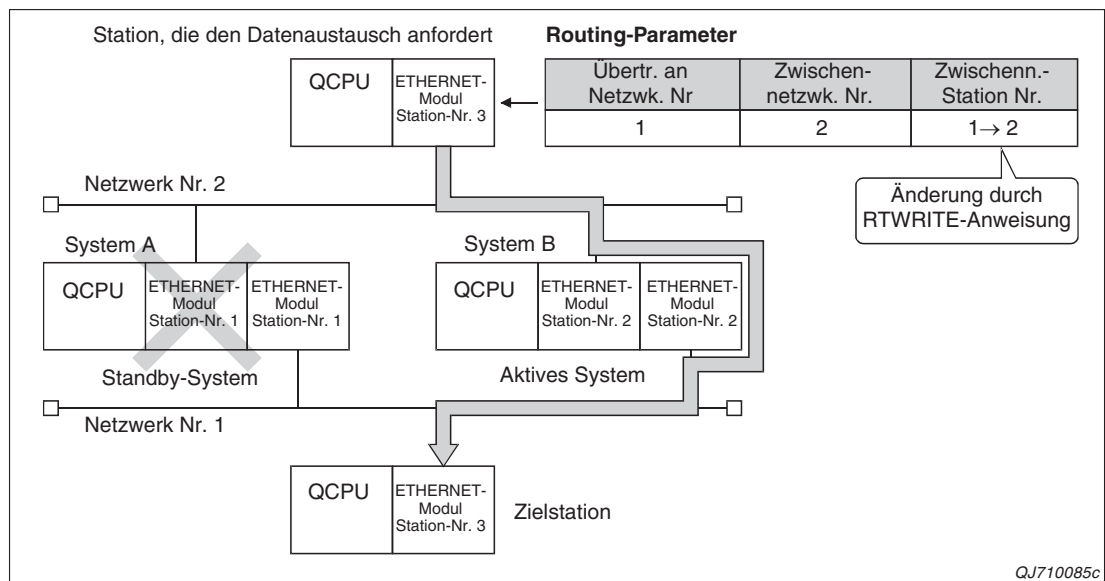 Station, die den Datenaustausch anfordert
Routing-Parameter
QCPU
ETHERNET-
Modul
Station-Nr. 3
Übertr. an
Netzwk. Nr
Zwischen-
netzwk. Nr.
Zwischenn.-
Station Nr.
1
2
1→ 2
Änderung durch
RTWRITE-Anweisung
Netzwerk Nr. 2
System A
QCPU
ETHERNET-
Modul
Station-Nr. 1
ETHERNET-
Modul
Station-Nr. 1
Standby-System
System B
QCPU
ETHERNET-
Modul
Station-Nr. 2
ETHERNET-
Modul
Station-Nr. 2
Aktives System
Netzwerk Nr. 1
QCPU
ETHERNET-
Modul
Station-Nr. 3
Zielstation
QJ710085c